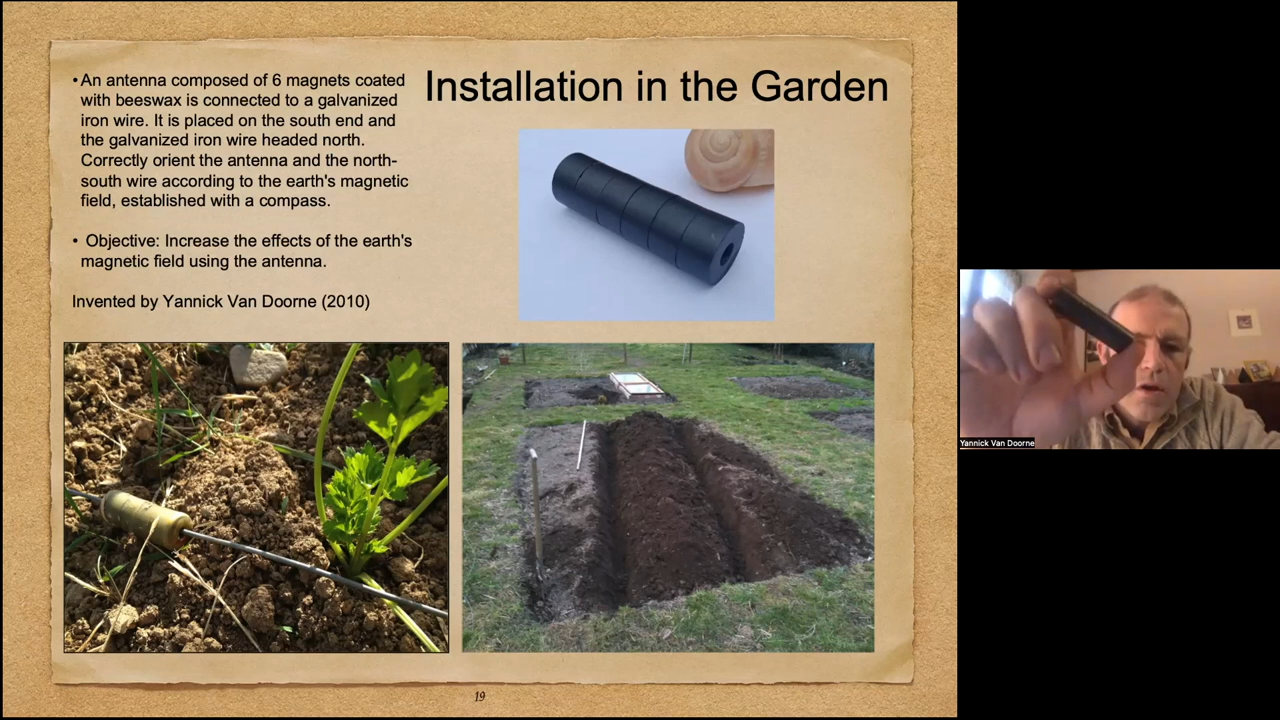 Installation in the Garden
•An antenna composed of 6 magnets coated
with beeswax is connected to a galvanized
iron wire. It is placed on the south end and
the galvanized iron wire headed north.
Correctly orient the antenna and the north-
south wire according to the earth's magnetic
field, established with a compass.
• Objective: Increase the effects of the earth's
magnetic field using the antenna.
Invented by Yannick Van Doorne (2010)
19
Yannick Van Doorne